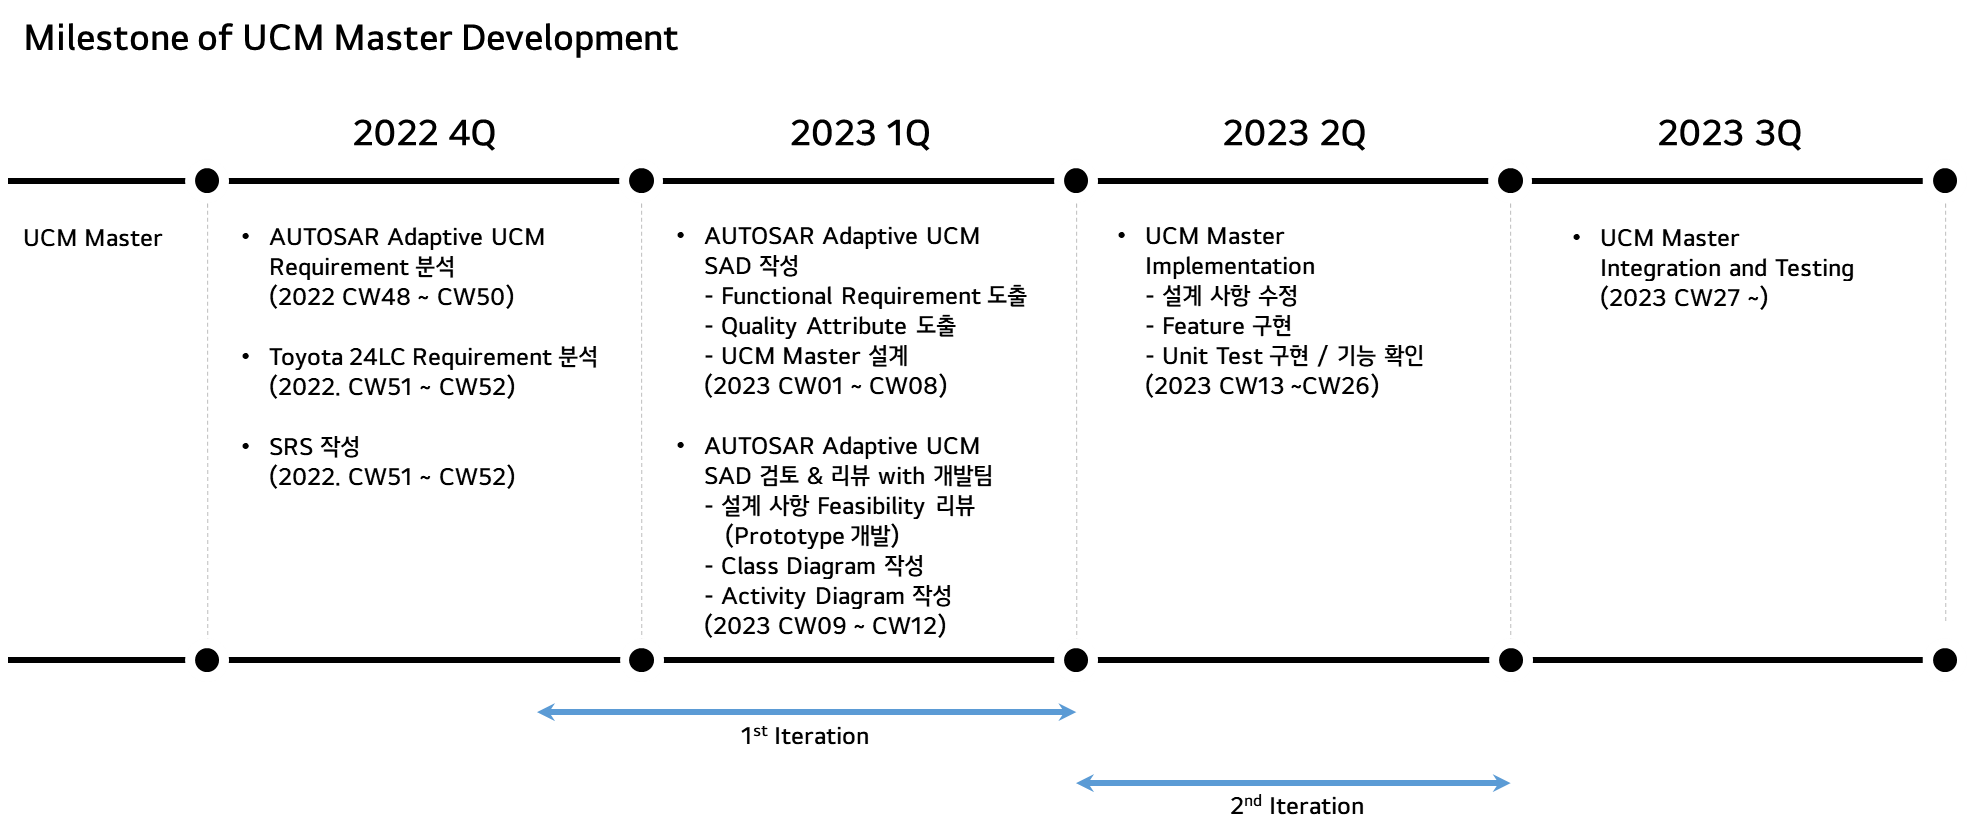 Milestone of UCM Master Development
2022 4Q
2023 1Q
2023 2Q
2023 3Q
UCM Master
• AUTOSAR Adaptive UCM
Requirement 분석
(2022 CW48 ~ CW50)
• Toyota 24LC Requirement 분석
(2022. CW51 ~ CW52)
• SRS 작성
(2022. CW51 ~ CW52)
• AUTOSAR Adaptive UCM
SAD 작성
- Functional Requirement 도출
- Quality Attribute 도출
- UCM Master 설계
(2023 CW01 ~ CW08)
• AUTOSAR Adaptive UCM
SAD 검토 & 리뷰 with 개발팀
- 설계 사항 Feasibility 리뷰
(Prototype 개발)
- Class Diagram 작성
- Activity Diagram 작성
(2023 CW09 ~ CW12)
• UCM Master
Implementation
- 설계 사항 수정
- Feature 구현
- Unit Test 구현 / 기능 확인
(2023 CW13 ~CW26)
• UCM Master
Integration and Testing
(2023 CW27 ~)
1st Iteration
2nd Iteration